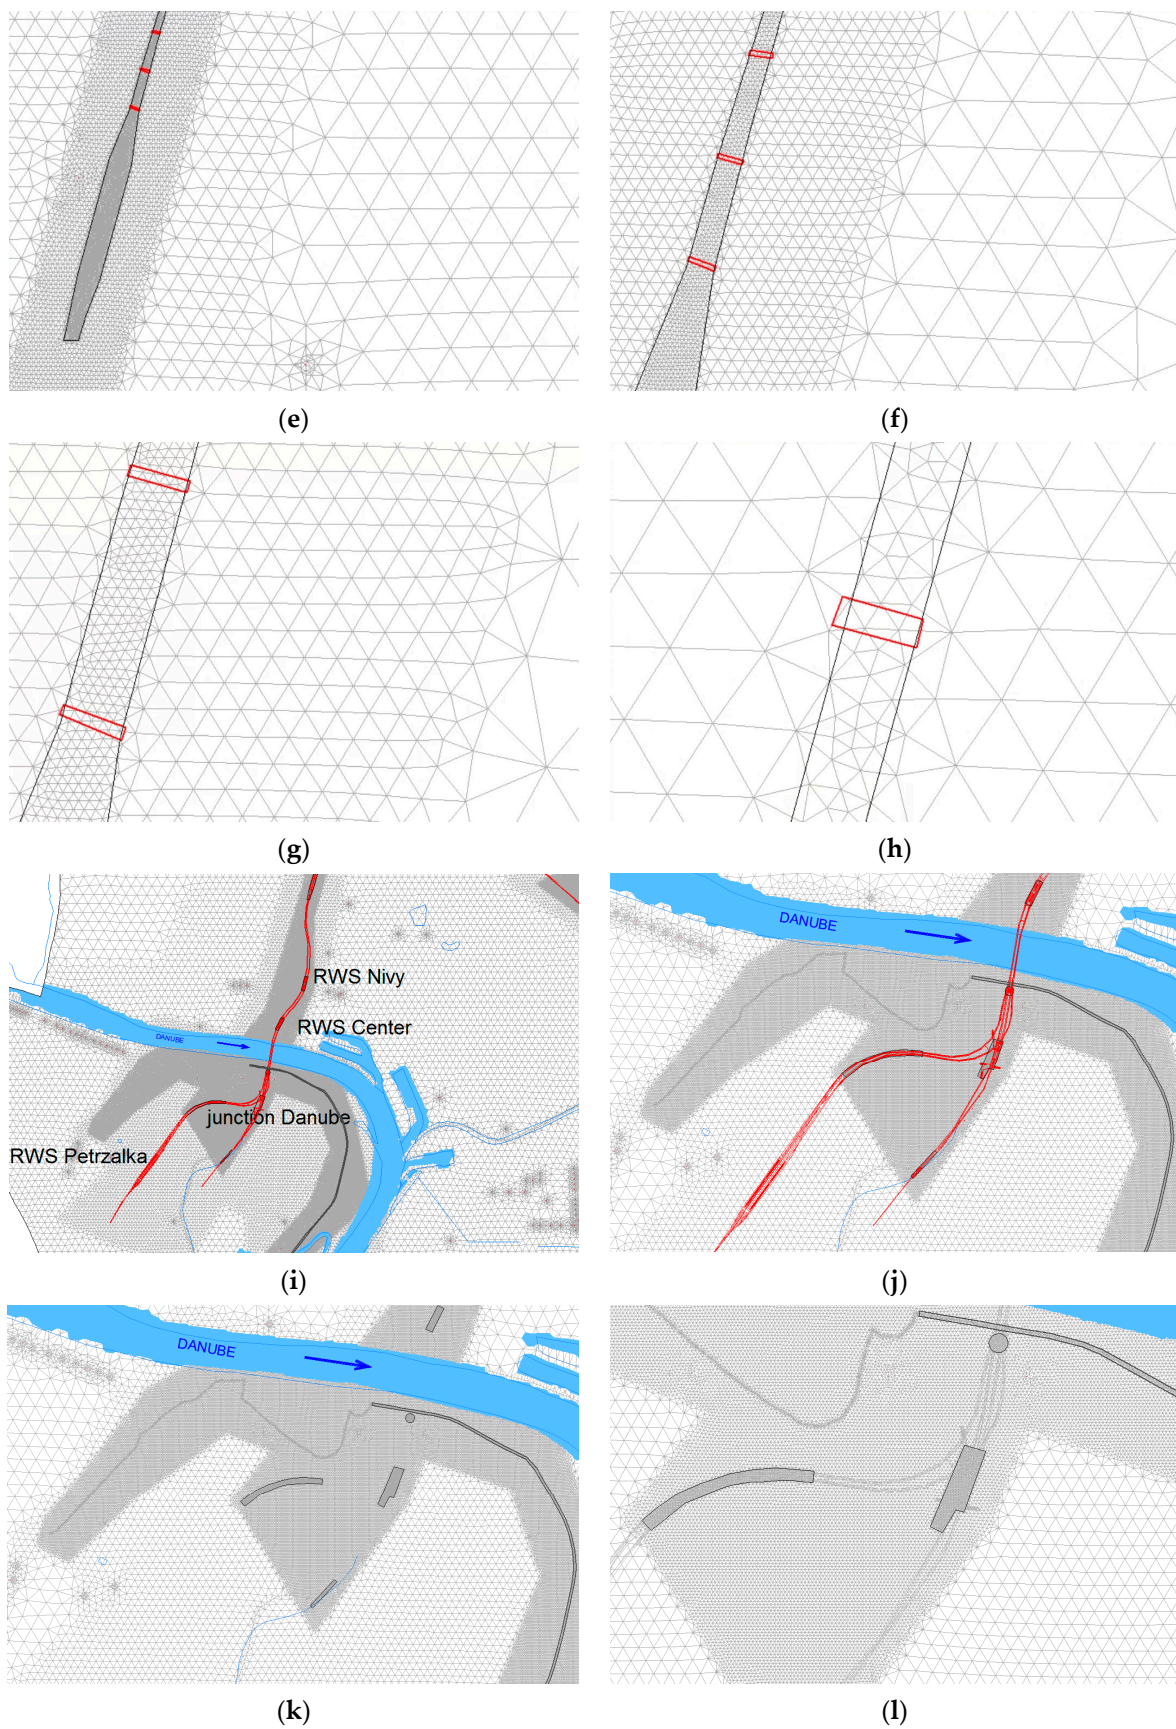 (e)
(f)
(g)
(h)
RWS Nivy
RWS Center
DANUBE
junction Danube
RWS Petrzalka
(i)
DANUBE
(j)
DANUBE
(k)
(l)